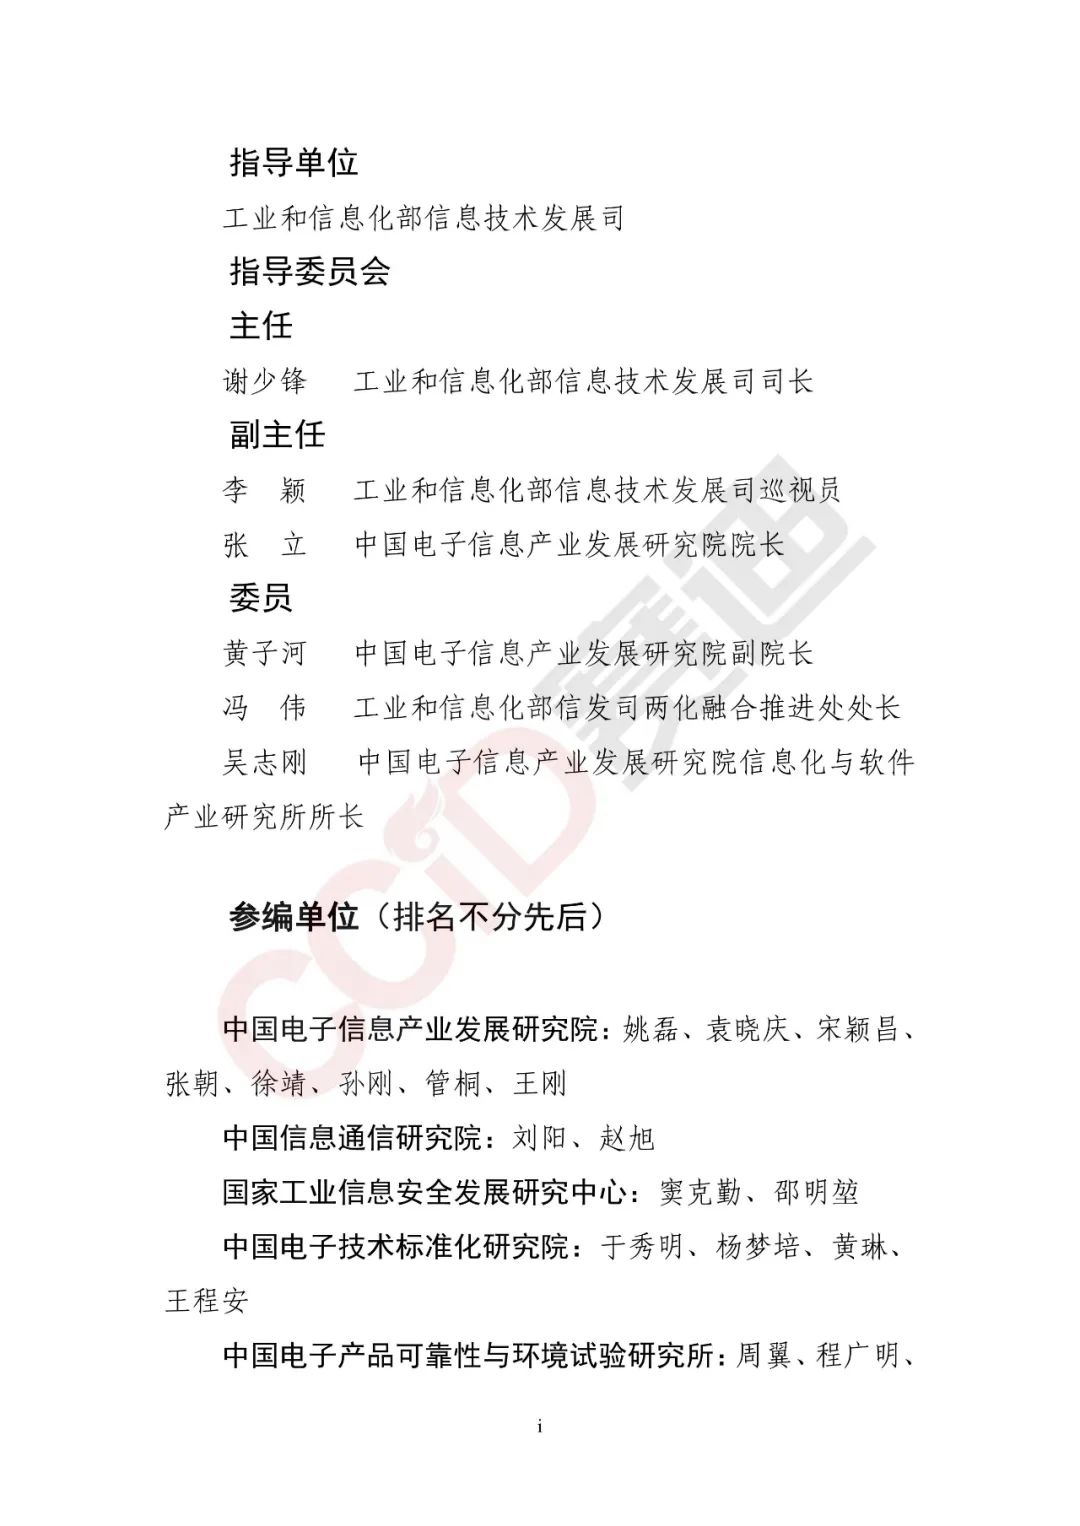 指导单位
工业和信息化部信息技术发展司
指导委员会
主任
谢少锋 工业和信息化部信息技术发展司司长
副主任
李 颖 工业和信息化部信息技术发展司巡视员
张 立 中国电子信息产业发展研究院院长
委员
黄子河 中国电子信息产业发展研究院副院长
冯 伟 工业和信息化部信发司两化融合推进处处长
吴志刚 中国电子信息产业发展研究院信息化与软件
产业研究所所长
参编单位（排名不分先后）
中国电子信息产业发展研究院：姚磊、袁晓庆、宋颖昌、
张朝、徐靖、孙刚、管桐、王刚
中国信息通信研究院：刘阳、赵旭
国家工业信息安全发展研究中心：窦克勤、邵明堃
中国电子技术标准化研究院：于秀明、杨梦培、黄琳、
王程安
中国电子产品可靠性与环境试验研究所：周翼、程广明、
i
CCiD赛迪